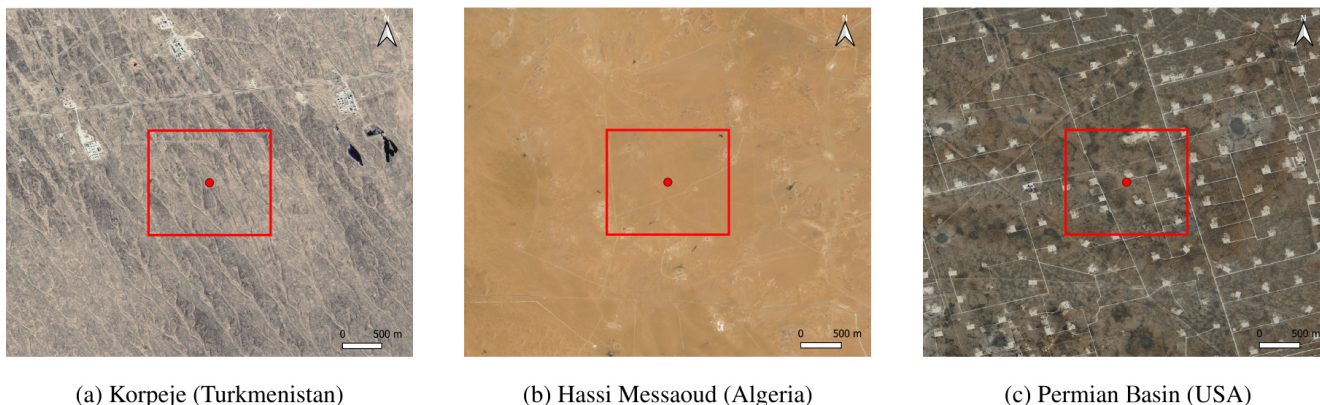 N
N
N
0 500 m
0 500 m
0 500 m
(a) Korpeje (Turkmenistan)
(b) Hassi Messaoud (Algeria)
(c) Permian Basin (USA)